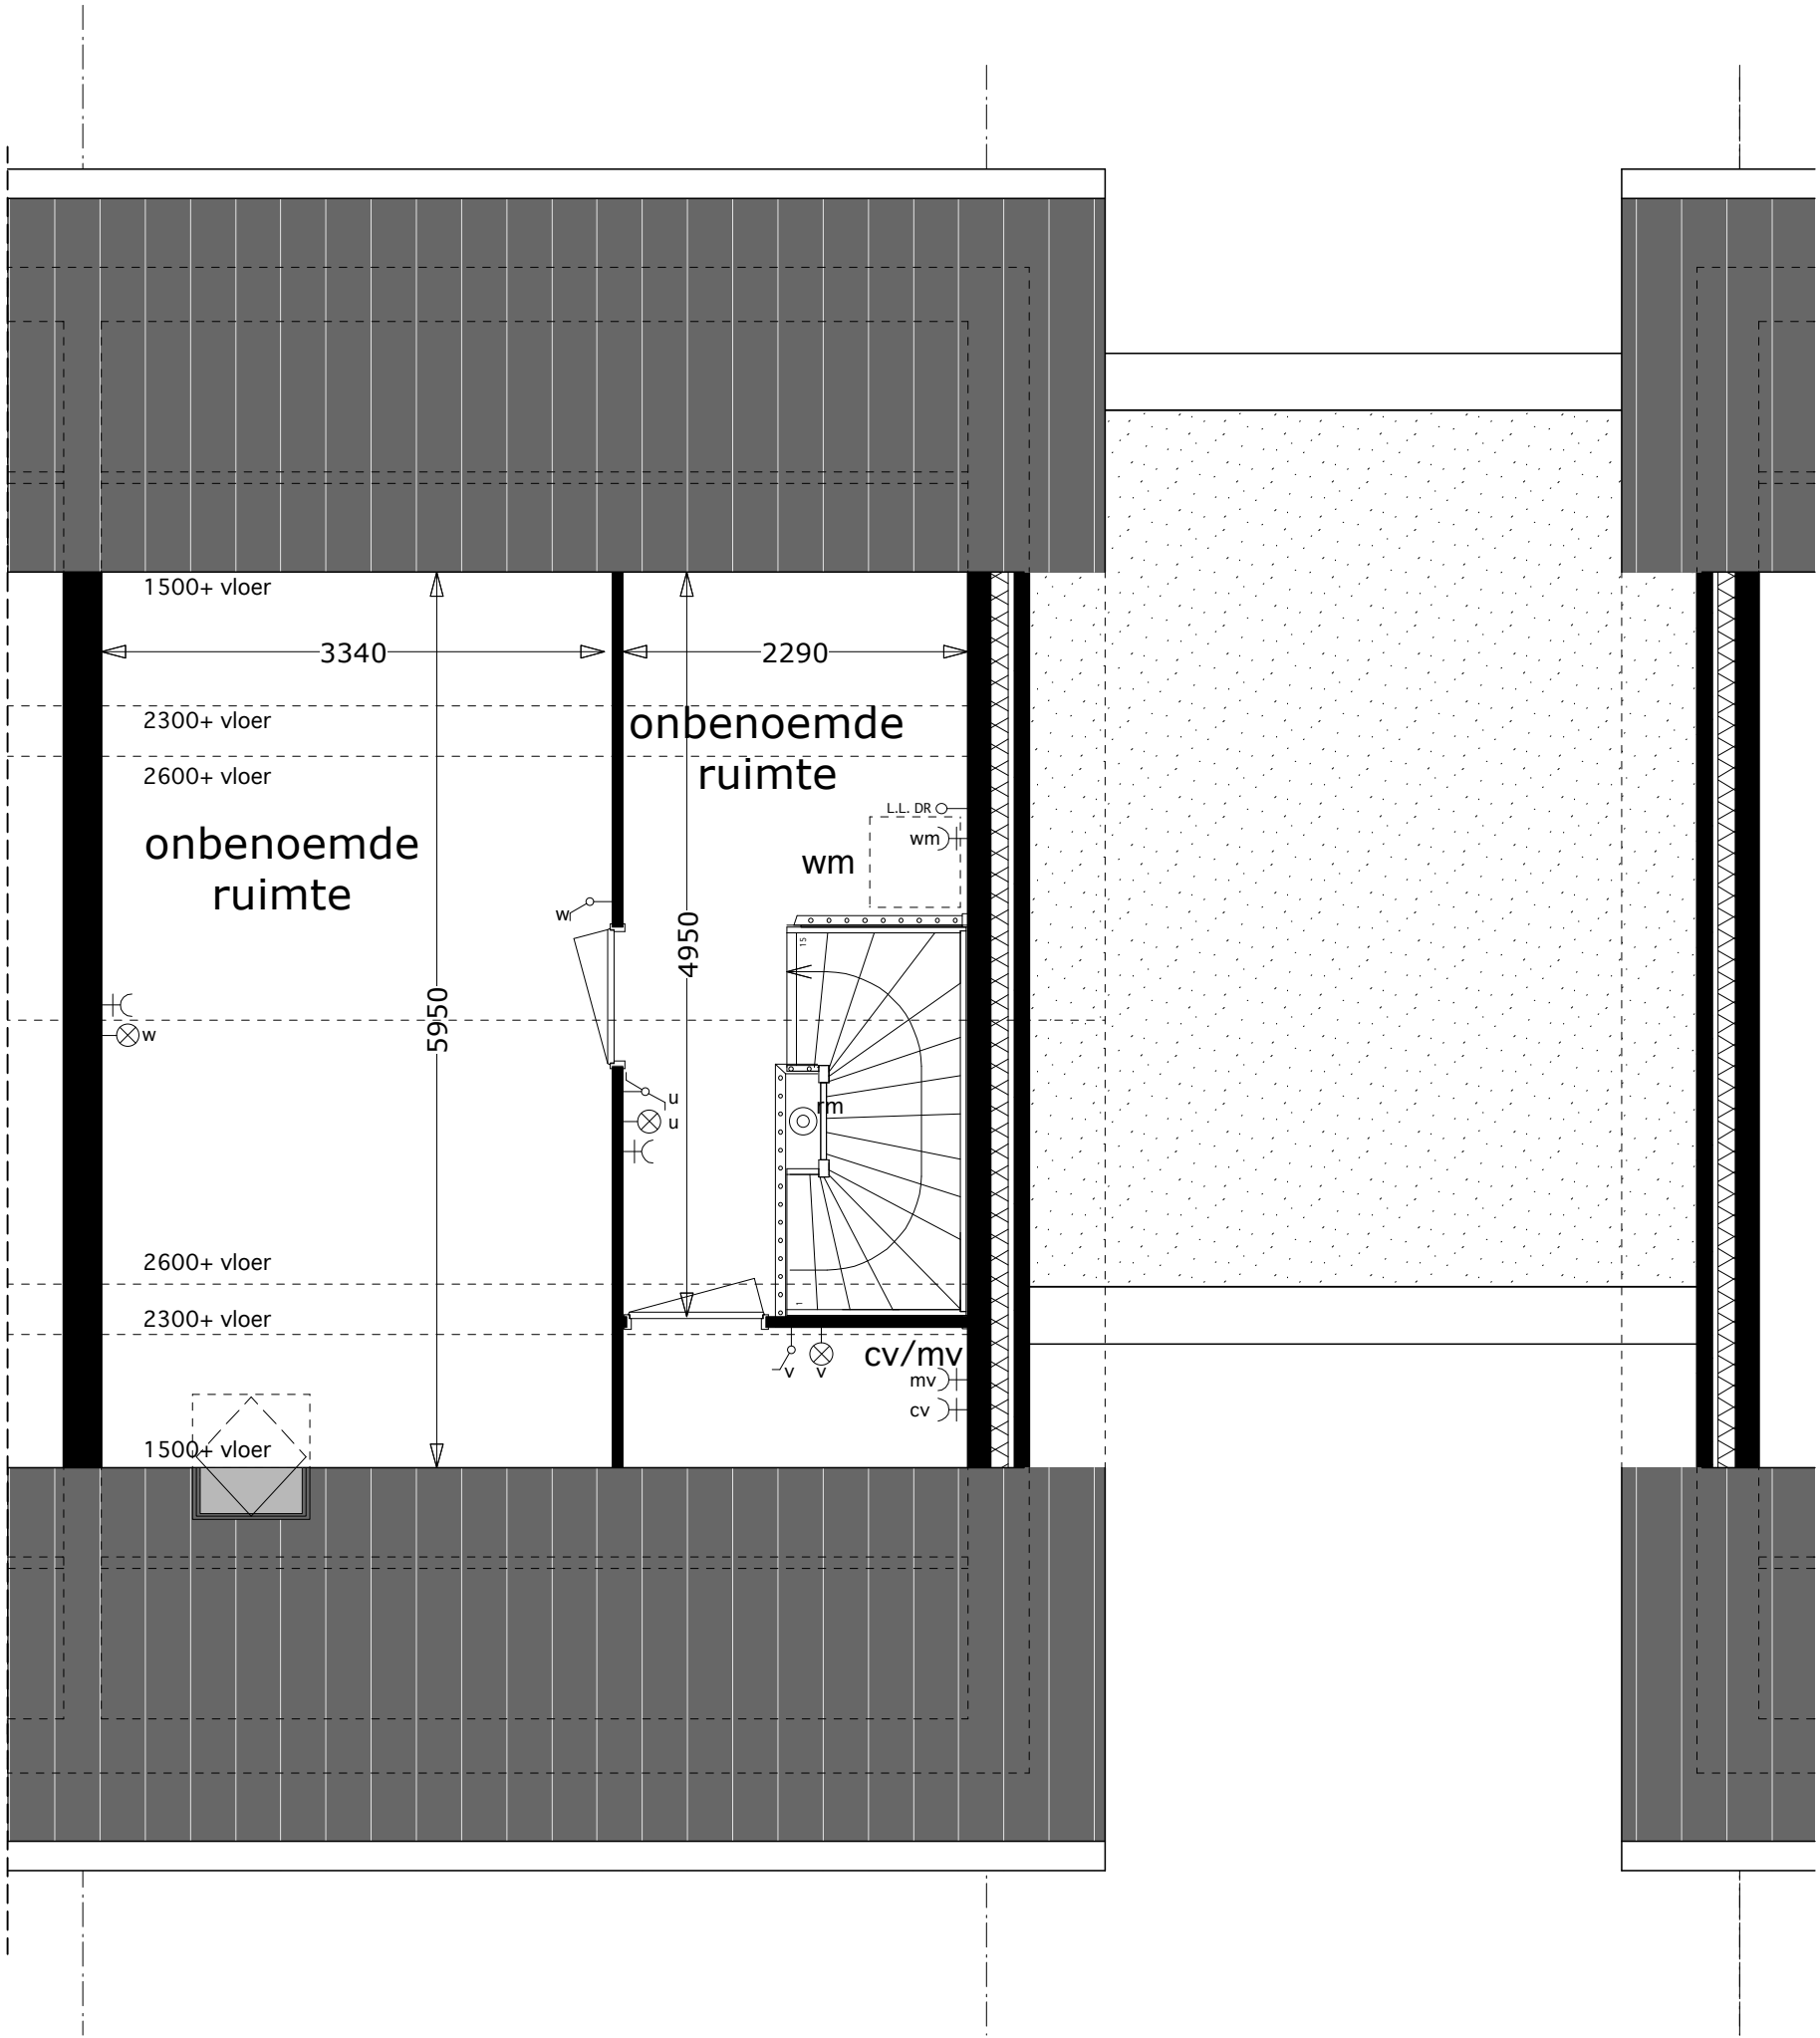 1500+ vloer
3340
2290
2300+ vloer
onbenoemde
ruimte
2600+ vloer
L.L. DR
wm
wm
onbenoemde
ruimte
w
4950
15
5950
w
u
u
rm
2600+ vloer
1
2300+ vloer
cv/mv
v
v
mv
cv
1500+ vloer